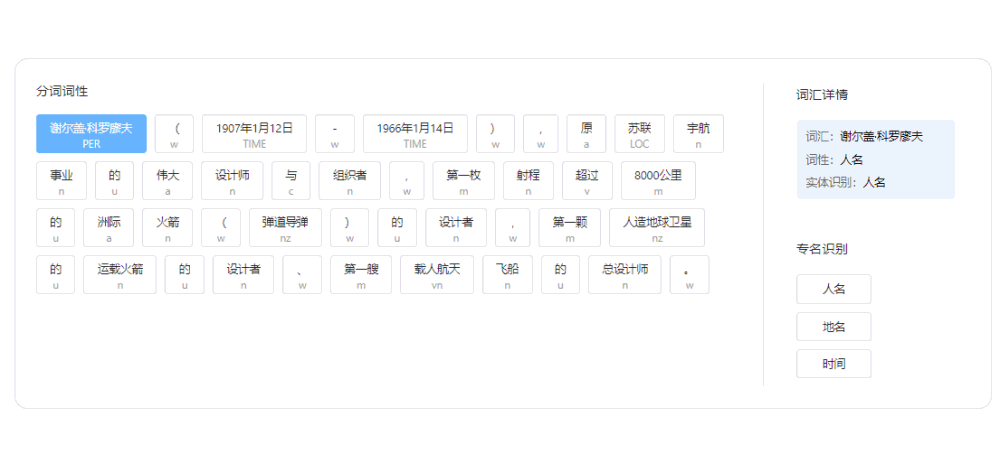 分词词性
谢尔盖·科罗廖夫 （ 1907年1月12日 - 1966年1月14日 ） , 原 苏联 宇航
PER w TIME w TIME w w a LOC n
事业 的 伟大 设计师 与 组织者 , 第一枚 射程 超过 8000公里
n u a n c n w m n v m
的 洲际 火箭 （ 弹道导弹 ） 的 设计者 , 第一颗 人造地球卫星
u a n w nz w u n w m nz
的 运载火箭 的 设计者 、 第一艘 载人航天 飞船 的 总设计师 。
u n u n w m vn n u n w
词汇详情
词汇：谢尔盖·科罗廖夫
词性：人名
实体识别：人名
专名识别
人名
地名
时间